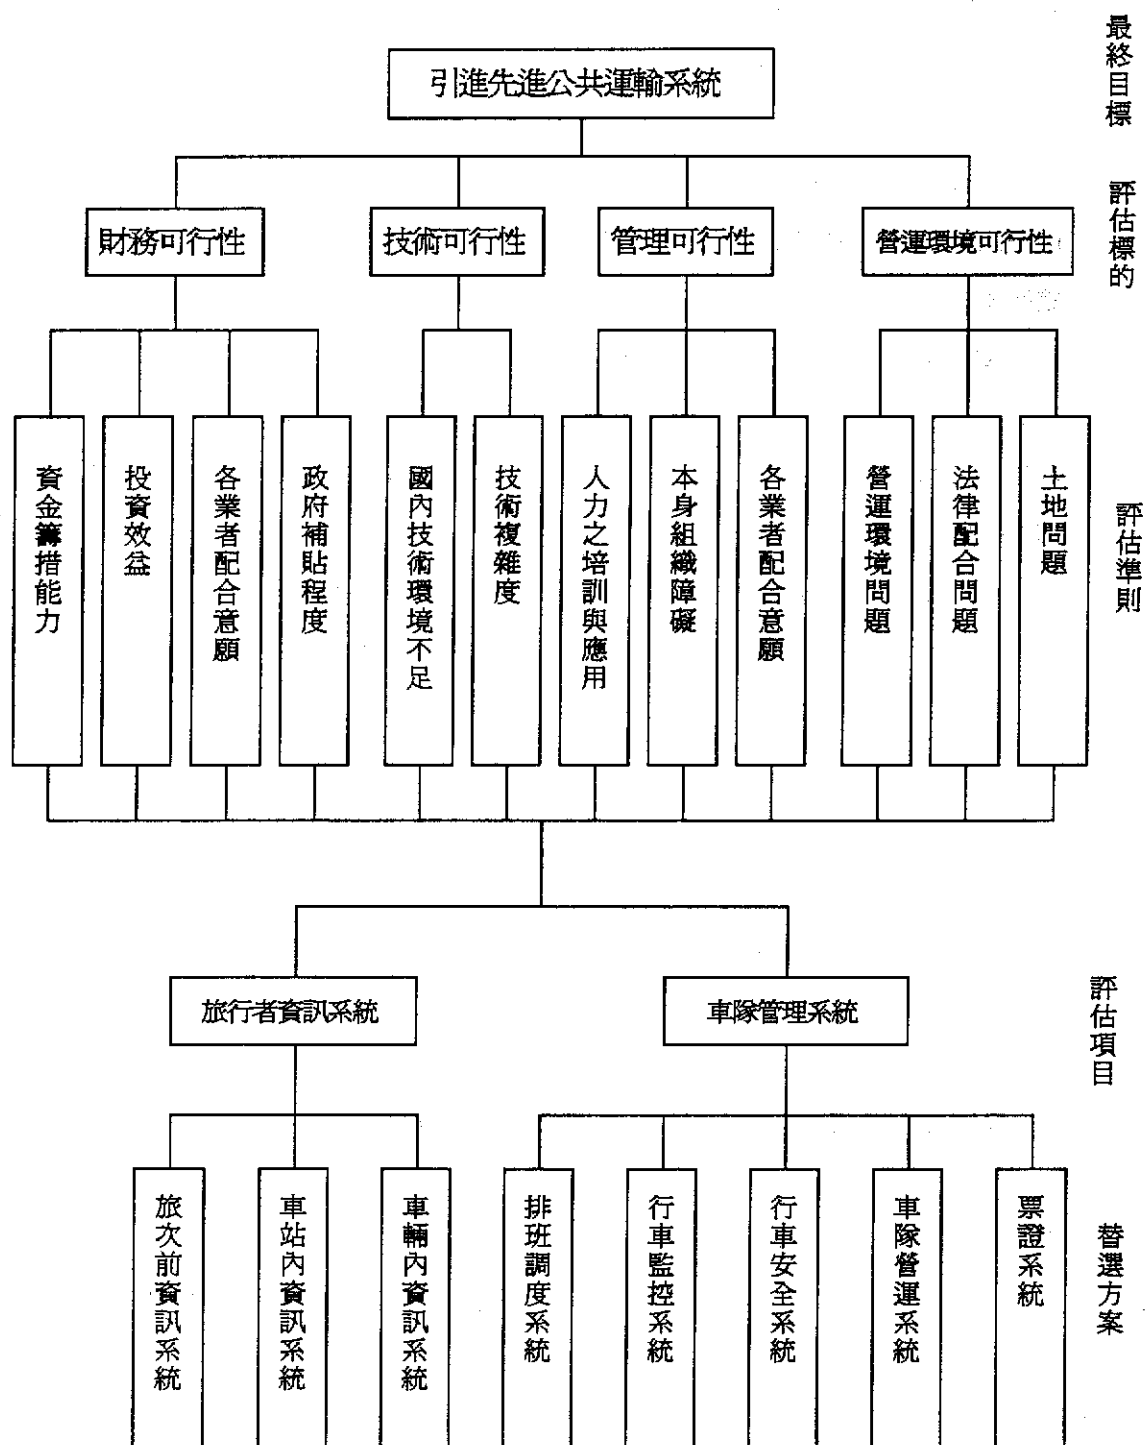 最終目標
引進先進公共運輸系統
評估標的
財務可行性
技術可行性
管理可行性
營運環境可行性
評估準則
資金籌措能力
投資效益
各業者配合意願
政府補貼程度
國內技術環境不足
技術複雜度
人力之培訓與應用
本身組織障礙
各業者配合意願
營運環境問題
法律配合問題
土地問題
評估項目
旅行者資訊系統
車隊管理系統
替選方案
旅次前資訊系統
車站內資訊系統
車輛內資訊系統
排班調度系統
行車監控系統
行車安全系統
車隊營運系統
票證系統